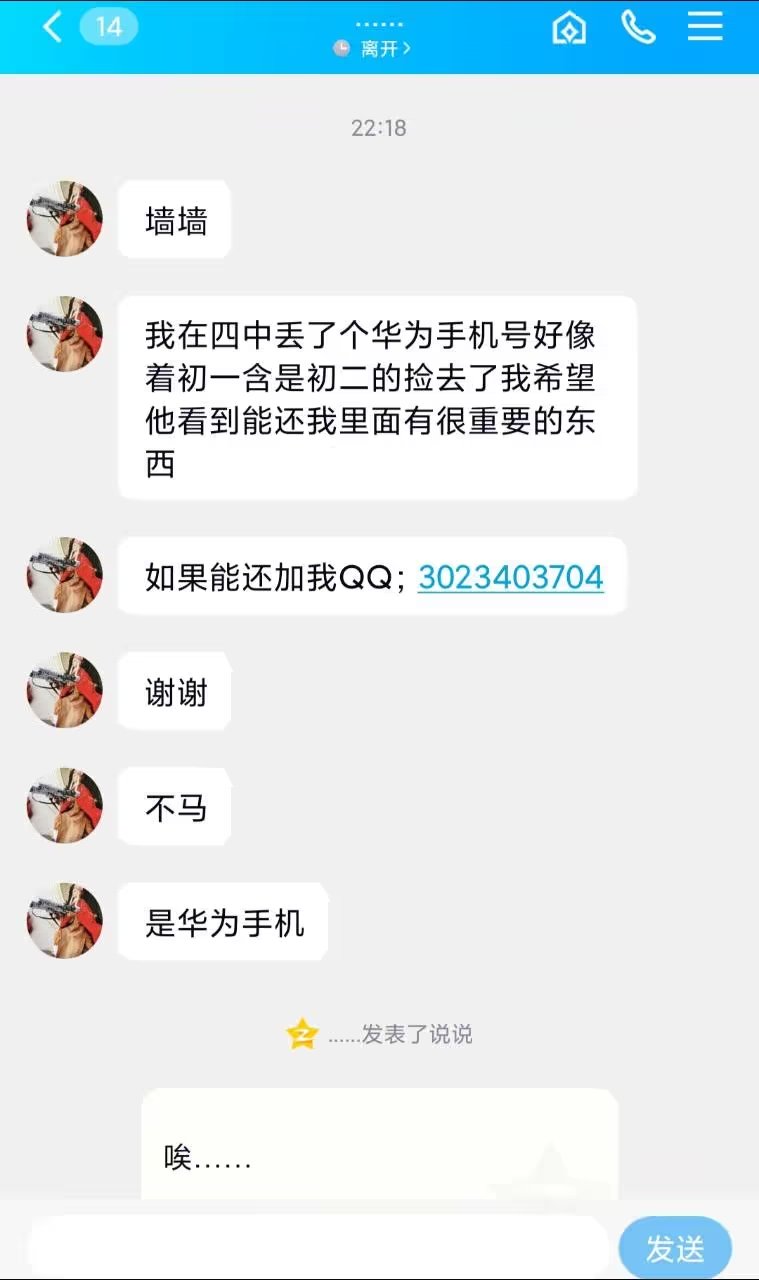 14
······
离开
22:18
墙墙
我在四中丢了个华为手机号好像
着初一含是初二的捡去了我希望
他看到能还我里面有很重要的东
西
如果能还加我QQ；3023403704
谢谢
不马
是华为手机
......发表了说说
唉......
发送